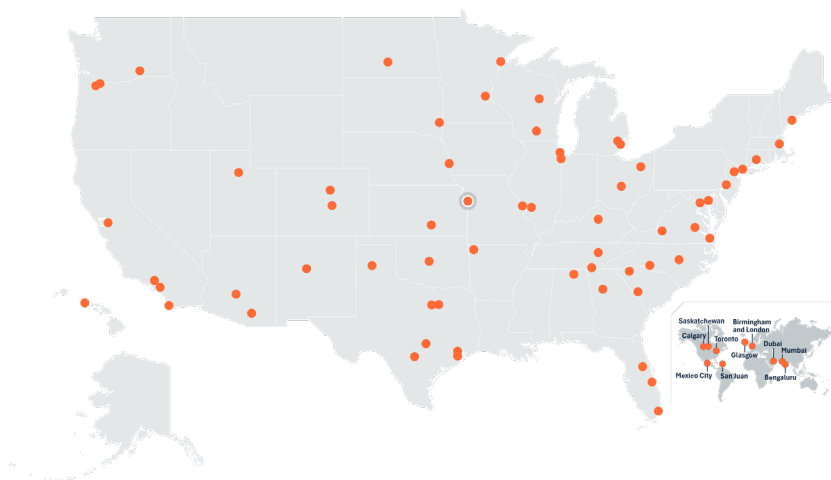 Saskatchewan
Birmingham
and London
Calgary
Toronto
Dubai
Mumbai
Glasgow
Mexico City
San Juan
Bengaluru